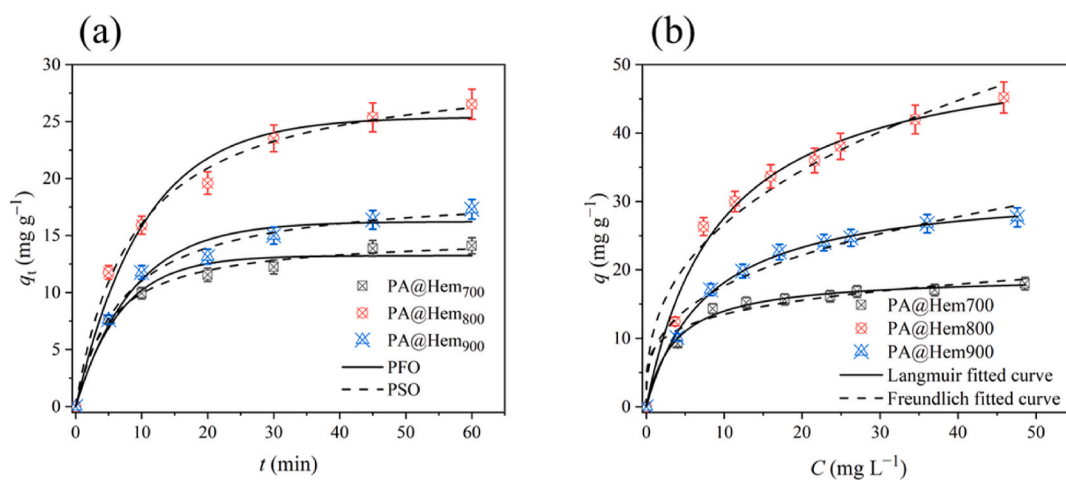 (a)
30
25
20
15
10
5
0
qₜ (mg g⁻¹)
PA@Hem₇₀₀
PA@Hem₈₀₀
PA@Hem₉₀₀
PFO
PSO
0 10 20 30 40 50 60
t (min)
(b)
50
40
30
20
10
0
q (mg g⁻¹)
PA@Hem700
PA@Hem800
PA@Hem900
Langmuir fitted curve
Freundlich fitted curve
0 10 20 30 40 50
C (mg L⁻¹)